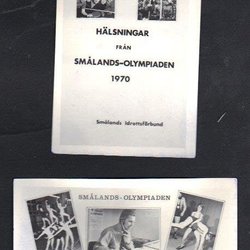 HÄLSNINGAR
FRÅN
SMÅLANDS-OLYMPIADEN
1970
Smålands Idrottsförbund
SMÅLANDS-OLYMPIADEN